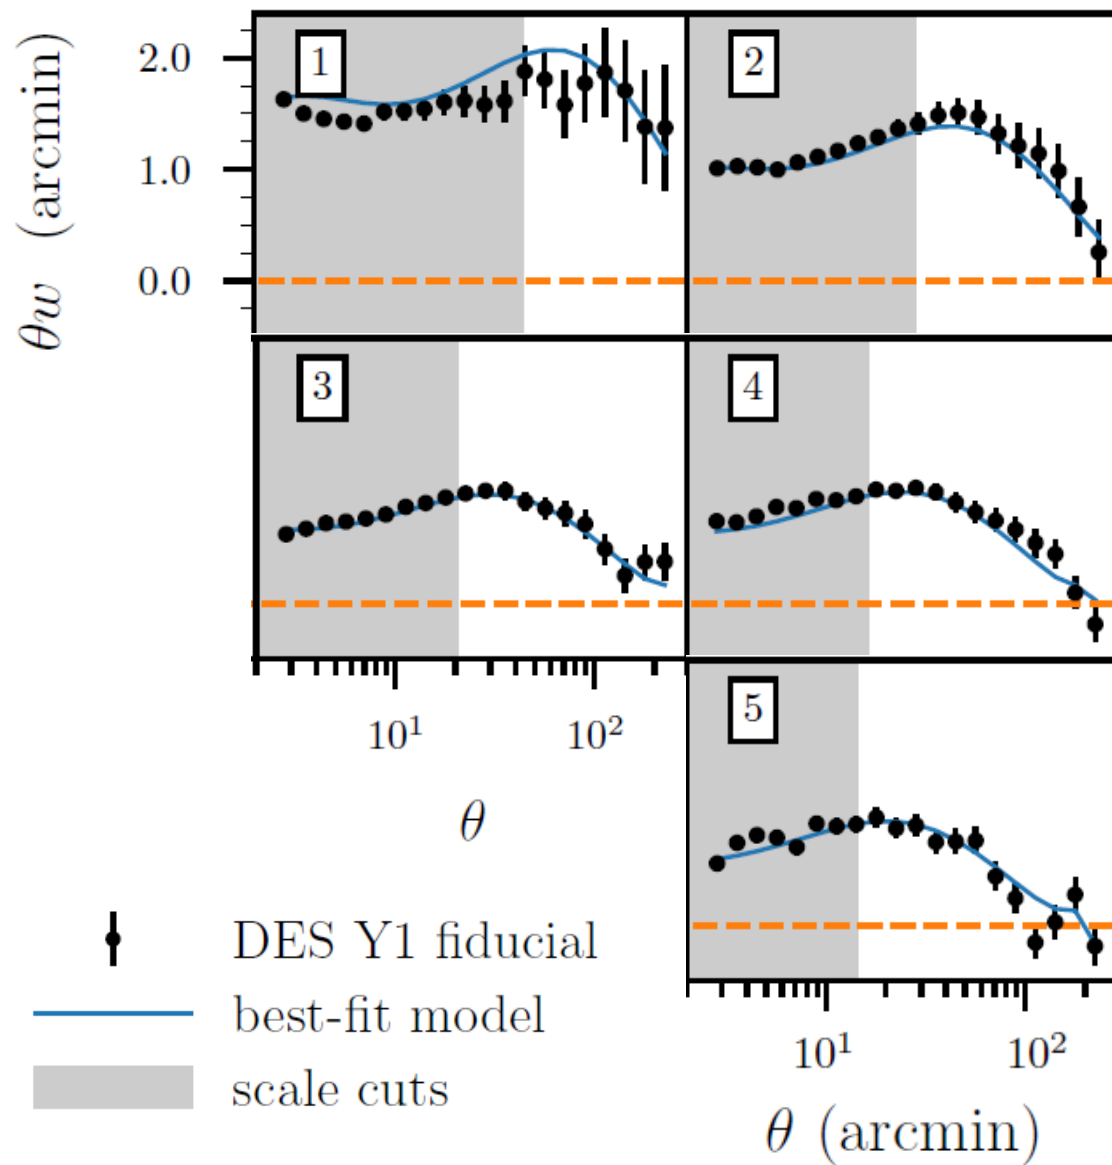 θw (arcmin)
2.0
1.0
0.0
1
2
3
4
10¹ 10²
θ
5
10¹ 10²
θ (arcmin)
DES Y1 fiducial
best-fit model
scale cuts